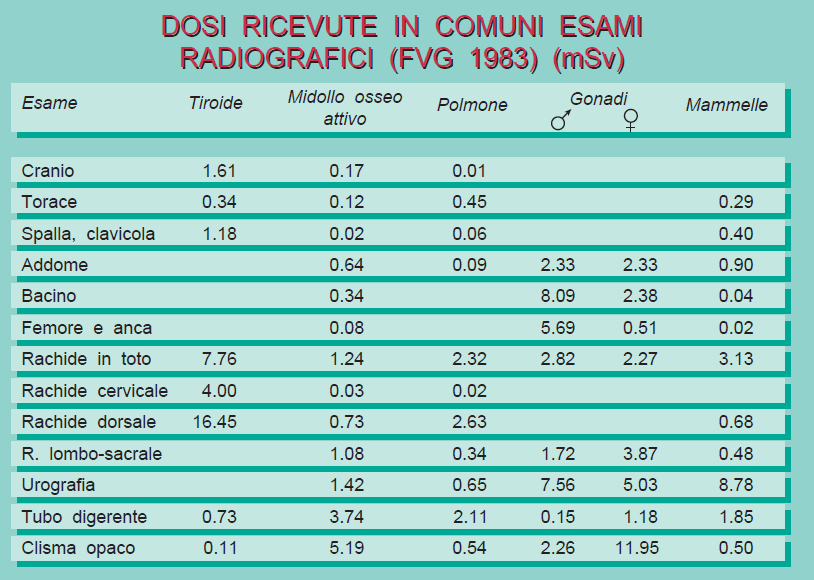 DOSI RICEVUTE IN COMUNI ESAMI
RADIOGRAFICI (FVG 1983) (mSv)
Esame Tiroide Midollo osseo attivo Polmone Gonadi ♂ ♀ Mammelle
Cranio 1.61 0.17 0.01
Torace 0.34 0.12 0.45 0.29
Spalla, clavicola 1.18 0.02 0.06 0.40
Addome 0.64 0.09 2.33 2.33 0.90
Bacino 0.34 8.09 2.38 0.04
Femore e anca 0.08 5.69 0.51 0.02
Rachide in toto 7.76 1.24 2.32 2.82 2.27 3.13
Rachide cervicale 4.00 0.03 0.02
Rachide dorsale 16.45 0.73 2.63 0.68
R. lombo-sacrale 1.08 0.34 1.72 3.87 0.48
Urografia 1.42 0.65 7.56 5.03 8.78
Tubo digerente 0.73 3.74 2.11 0.15 1.18 1.85
Clisma opaco 0.11 5.19 0.54 2.26 11.95 0.50